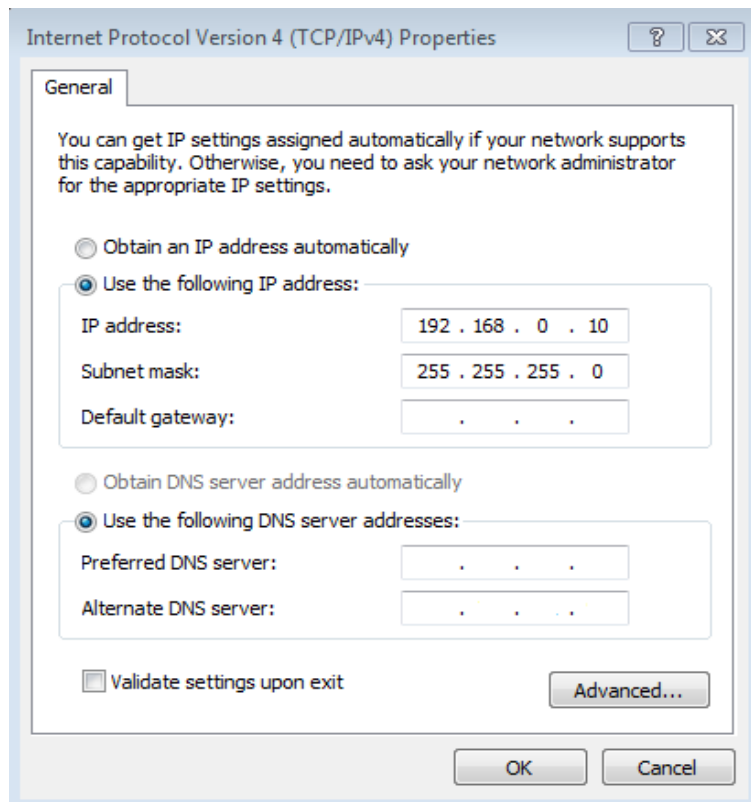 Internet Protocol Version 4 (TCP/IPv4) Properties
General
You can get IP settings assigned automatically if your network supports
this capability. Otherwise, you need to ask your network administrator
for the appropriate IP settings.
Obtain an IP address automatically
Use the following IP address:
IP address: 192 . 168 . 0 . 10
Subnet mask: 255 . 255 . 255 . 0
Default gateway: . . .
Obtain DNS server address automatically
Use the following DNS server addresses:
Preferred DNS server: . . .
Alternate DNS server: . . .
Validate settings upon exit
Advanced...
OK Cancel